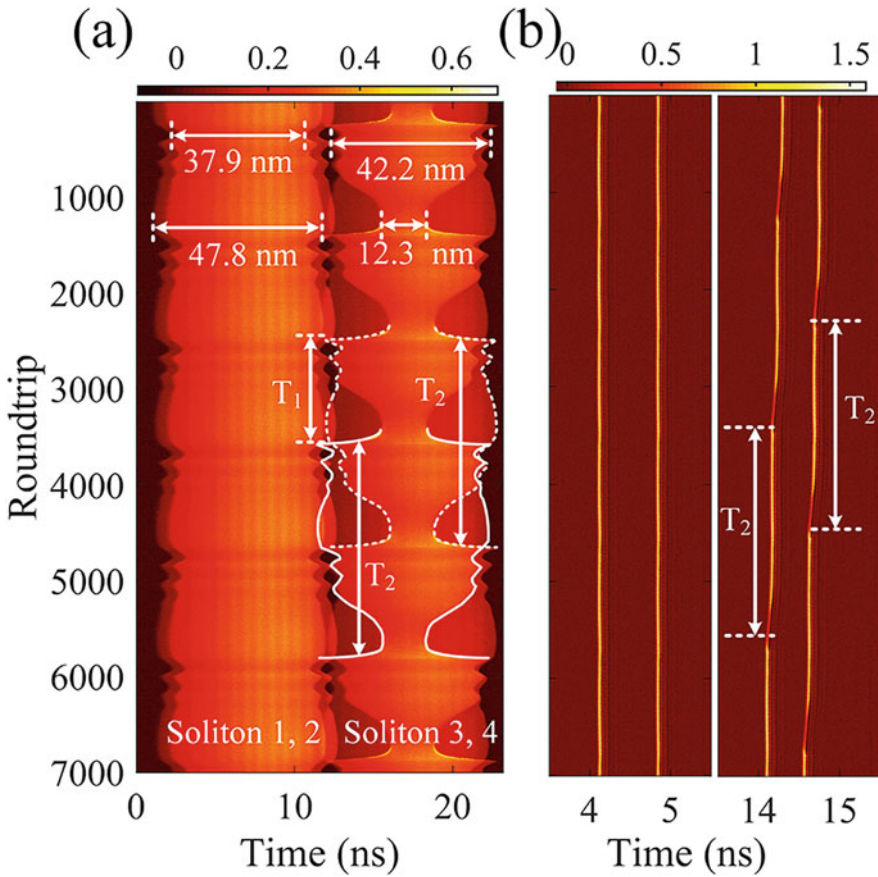 (a)
0 0.2 0.4 0.6
37.9 nm
42.2 nm
47.8 nm
12.3 nm
T1
T2
T2
Soliton 1, 2
Soliton 3, 4
Roundtrip
1000
2000
3000
4000
5000
6000
7000
0 10 20
Time (ns)
(b)
0 0.5 1 1.5
T2
T2
4 5 14 15
Time (ns)